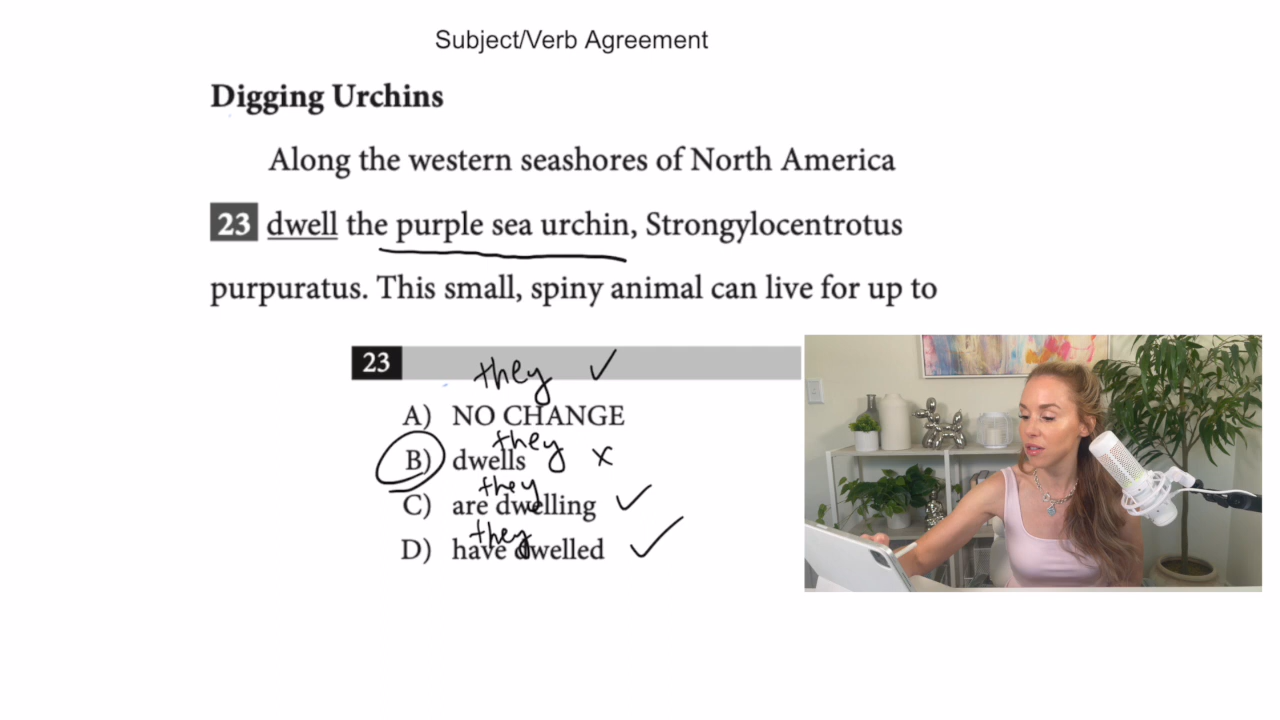 Subject/Verb Agreement
Digging Urchins
Along the western seashores of North America
23 dwell the purple sea urchin, Strongylocentrotus
purpuratus. This small, spiny animal can live for up to
23
they ✓
A) NO CHANGE
they
B) dwells x
they
C) are dwelling ✓
they
D) have dwelled ✓